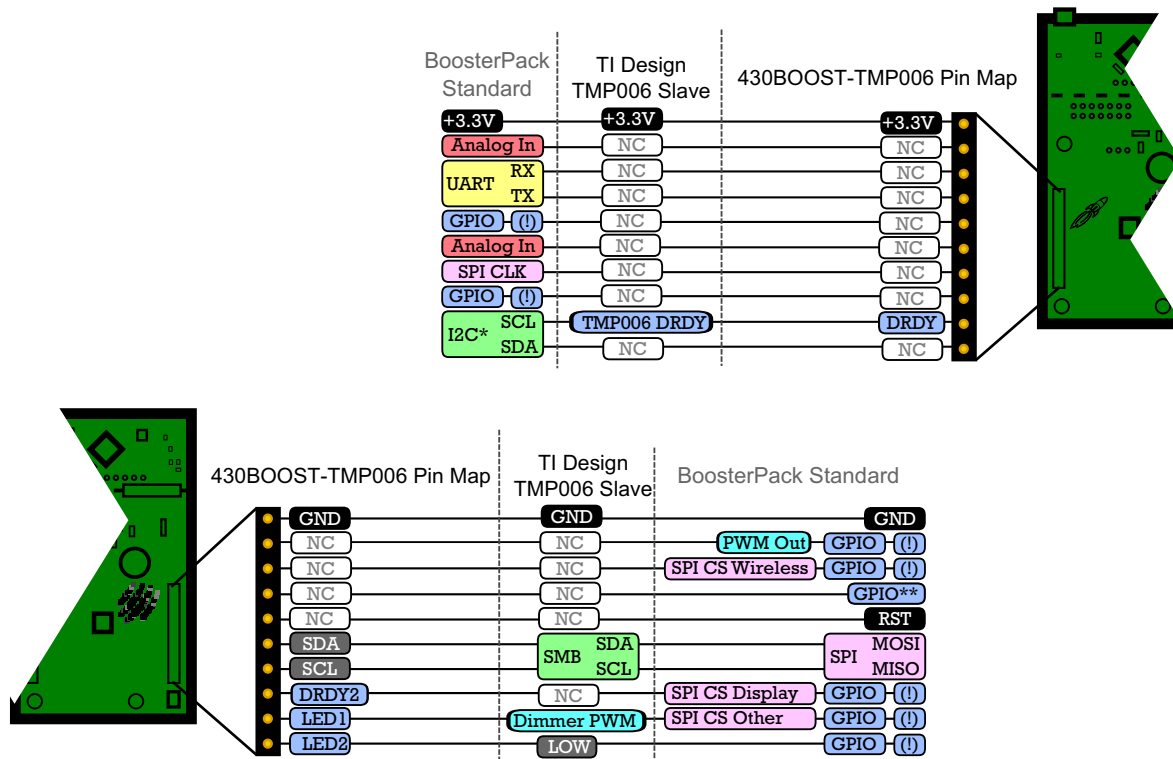 BoosterPack Standard
TI Design TMP006 Slave
430BOOST-TMP006 Pin Map
+3.3V +3.3V +3.3V
Analog In NC NC
UART RX NC NC
TX NC NC
GPIO (!) NC NC
Analog In NC NC
SPI CLK NC NC
GPIO (!) NC NC
I2C* SCL TMP006 DRDY DRDY
SDA NC NC
430BOOST-TMP006 Pin Map
TI Design TMP006 Slave
BoosterPack Standard
GND GND GND
NC NC PWM Out GPIO (!)
NC NC SPI CS Wireless GPIO (!)
NC NC GPIO**
NC NC RST
SDA SMB SDA SPI MOSI
SCL SCL MISO
DRDY2 NC SPI CS Display GPIO (!)
LED1 Dimmer PWM SPI CS Other GPIO (!)
LED2 LOW GPIO (!)